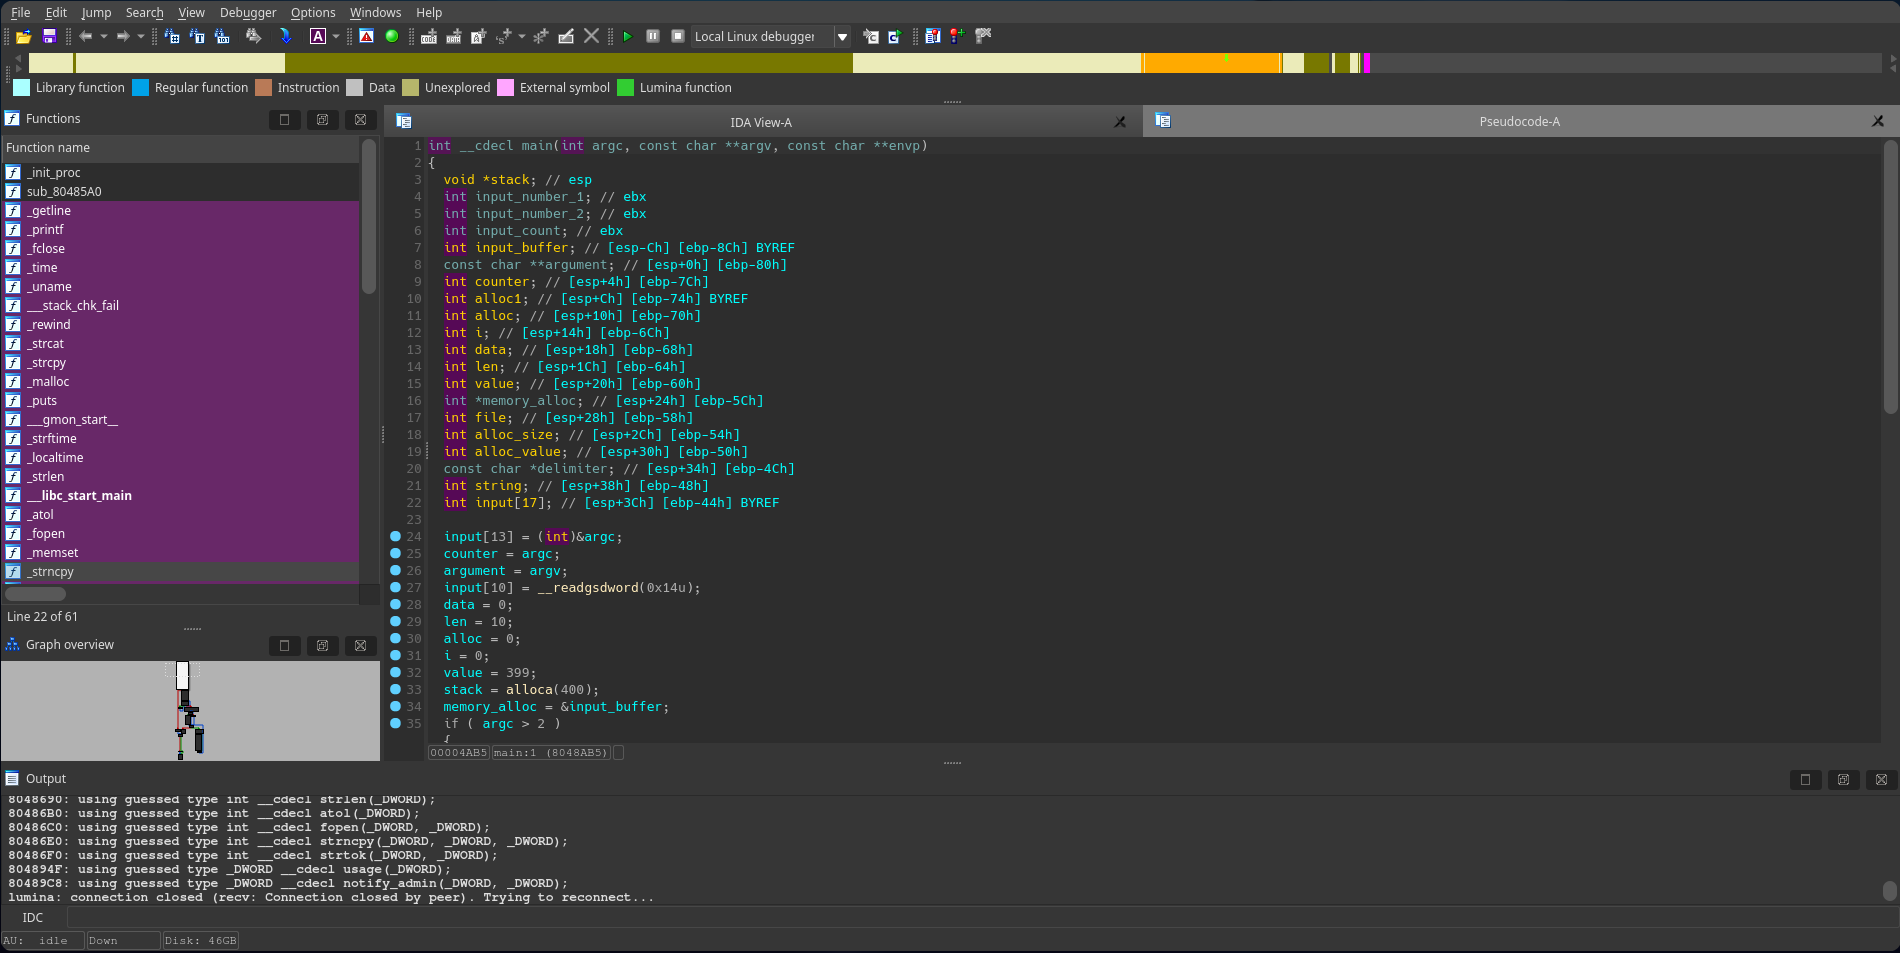 File Edit Jump Search View Debugger Options Windows Help
Local Linux debugger
Library function Regular function Instruction Data Unexplored External symbol Lumina function
Functions
Function name
_init_proc
sub_80485A0
_getline
_printf
_fclose
_time
_uname
___stack_chk_fail
_rewind
_strcat
_strcpy
_malloc
_puts
___gmon_start__
_strftime
_localtime
_strlen
___libc_start_main
_atol
_fopen
_memset
_strncpy
Line 22 of 61
Graph overview
IDA View-A
Pseudocode-A
1 int __cdecl main(int argc, const char **argv, const char **envp)
2 {
3 void *stack; // esp
4 int input_number_1; // ebx
5 int input_number_2; // ebx
6 int input_count; // ebx
7 int input_buffer; // [esp-Ch] [ebp-8Ch] BYREF
8 const char **argument; // [esp+0h] [ebp-80h]
9 int counter; // [esp+4h] [ebp-7Ch]
10 int alloc1; // [esp+Ch] [ebp-74h] BYREF
11 int alloc; // [esp+10h] [ebp-70h]
12 int i; // [esp+14h] [ebp-6Ch]
13 int data; // [esp+18h] [ebp-68h]
14 int len; // [esp+1Ch] [ebp-64h]
15 int value; // [esp+20h] [ebp-60h]
16 int *memory_alloc; // [esp+24h] [ebp-5Ch]
17 int file; // [esp+28h] [ebp-58h]
18 int alloc_size; // [esp+2Ch] [ebp-54h]
19 int alloc_value; // [esp+30h] [ebp-50h]
20 const char *delimiter; // [esp+34h] [ebp-4Ch]
21 int string; // [esp+38h] [ebp-48h]
22 int input[17]; // [esp+3Ch] [ebp-44h] BYREF
23
24 input[13] = (int)&argc;
25 counter = argc;
26 argument = argv;
27 input[10] = __readgsdword(0x14u);
28 data = 0;
29 len = 10;
30 alloc = 0;
31 i = 0;
32 value = 399;
33 stack = alloca(400);
34 memory_alloc = &input_buffer;
35 if ( argc > 2 )
{
00004AB5 main:1 (8048AB5)
Output
8048690: using guessed type int __cdecl strlen(_DWORD);
80486B0: using guessed type int __cdecl atol(_DWORD);
80486C0: using guessed type int __cdecl fopen(_DWORD, _DWORD);
80486E0: using guessed type int __cdecl strncpy(_DWORD, _DWORD, _DWORD);
80486F0: using guessed type int __cdecl strtok(_DWORD, _DWORD);
804894F: using guessed type _DWORD __cdecl usage(_DWORD);
80489C8: using guessed type _DWORD __cdecl notify_admin(_DWORD, _DWORD);
lumina: connection closed (recv: Connection closed by peer). Trying to reconnect...
IDC
AU: idle Down Disk: 46GB